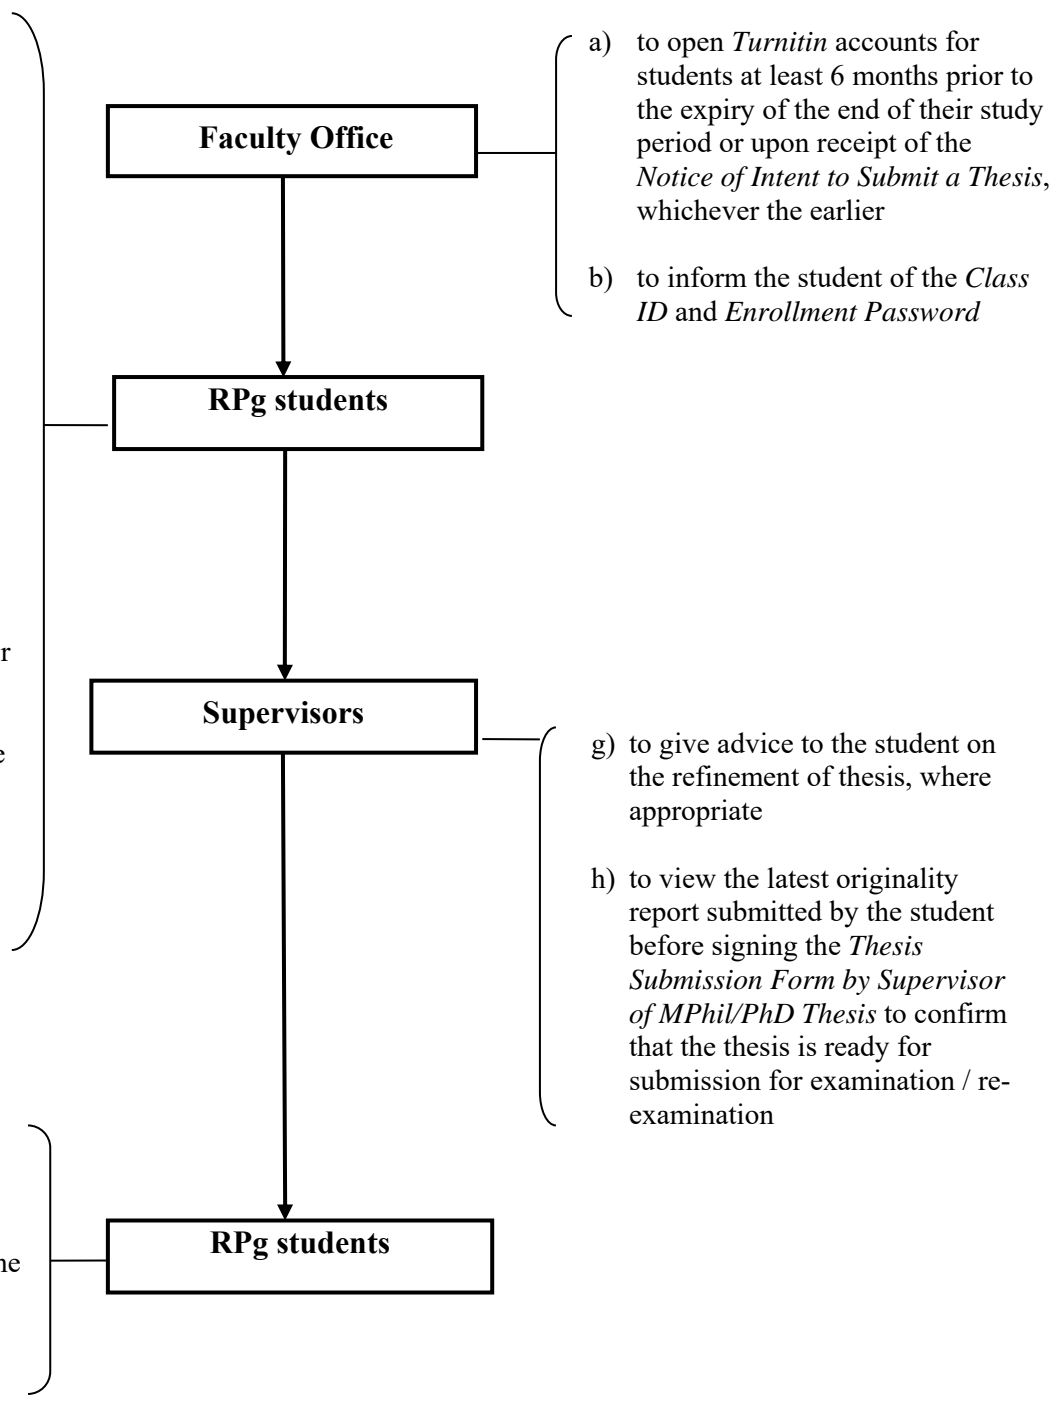 a) to open Turnitin accounts for
students at least 6 months prior to
the expiry of the end of their study
period or upon receipt of the
Notice of Intent to Submit a Thesis,
whichever the earlier
Faculty Office
b) to inform the student of the Class
ID and Enrollment Password
RPg students
Supervisors
g) to give advice to the student on
the refinement of thesis, where
appropriate
h) to view the latest originality
report submitted by the student
before signing the Thesis
Submission Form by Supervisor
of MPhil/PhD Thesis to confirm
that the thesis is ready for
submission for examination / re-
examination
RPg students